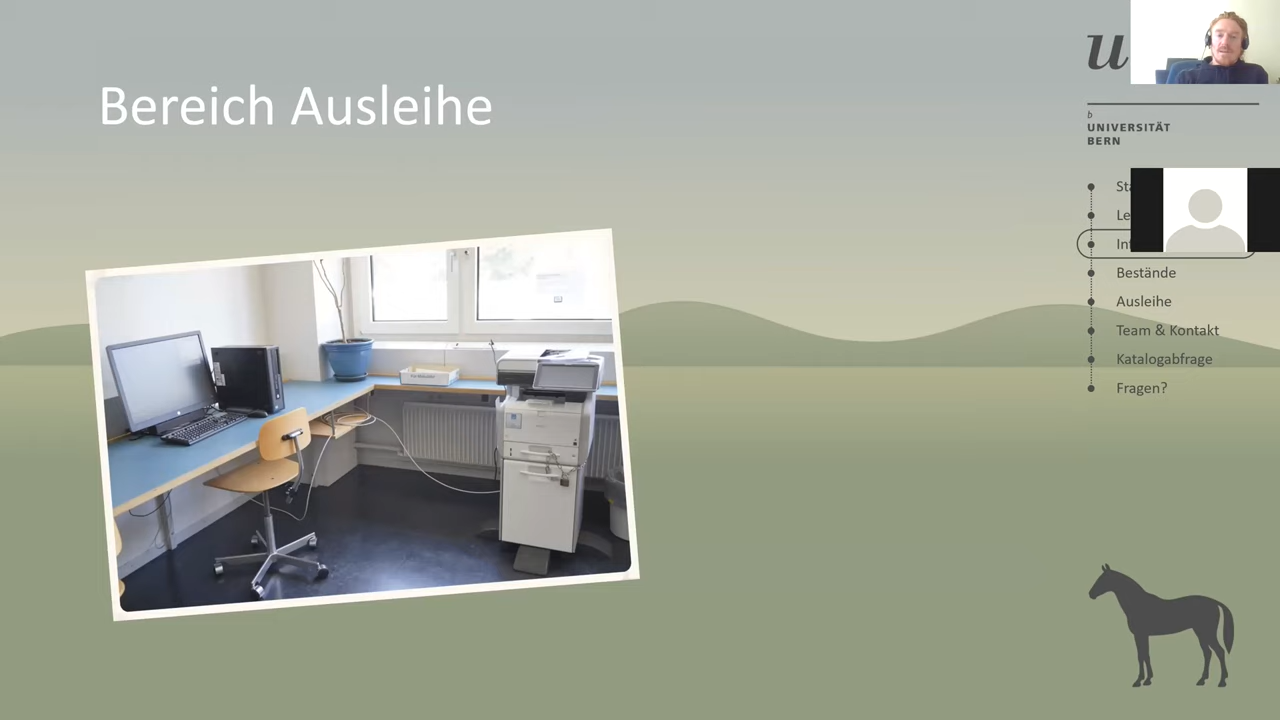 Bereich Ausleihe
u
b
UNIVERSITÄT
BERN
Bestände
Ausleihe
Team & Kontakt
Katalogabfrage
Fragen?